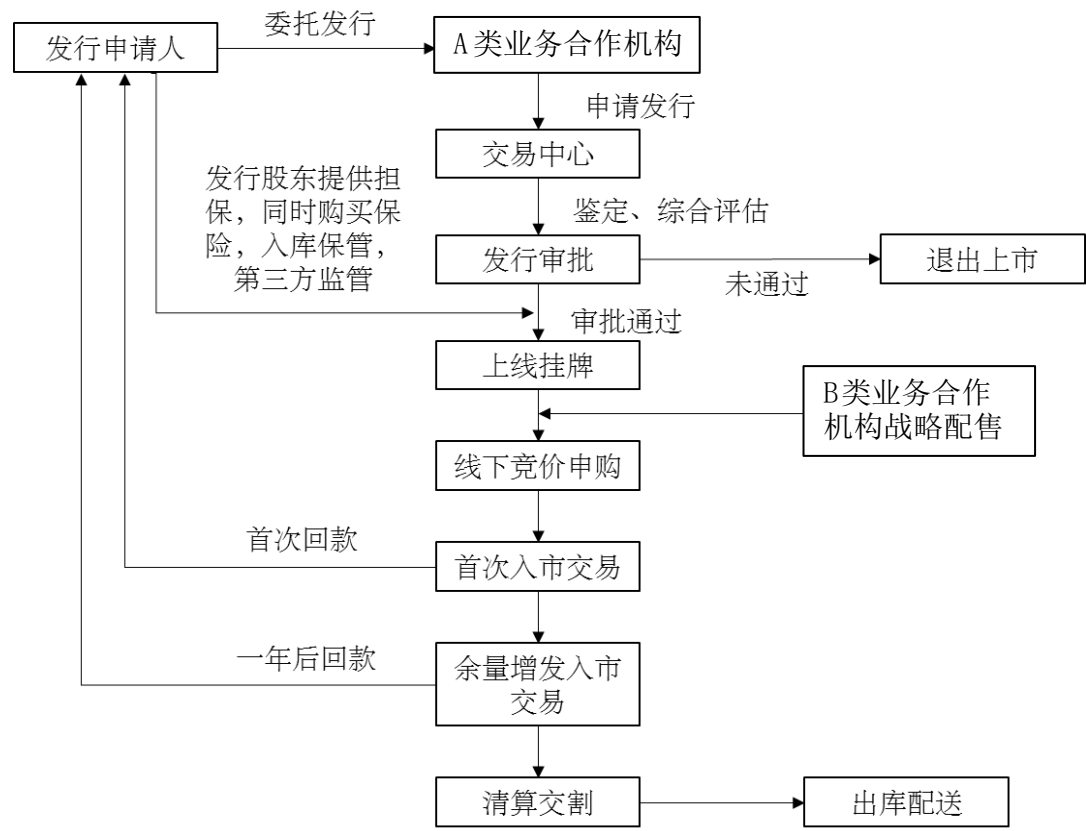 委托发行
发行申请人
A类业务合作机构
申请发行
交易中心
发行股东提供担
保，同时购买保
险，入库保管，
第三方监管
鉴定、综合评估
发行审批
退出上市
未通过
审批通过
上线挂牌
B类业务合作
机构战略配售
线下竞价申购
首次回款
首次入市交易
一年后回款
余量增发入市
交易
清算交割
出库配送